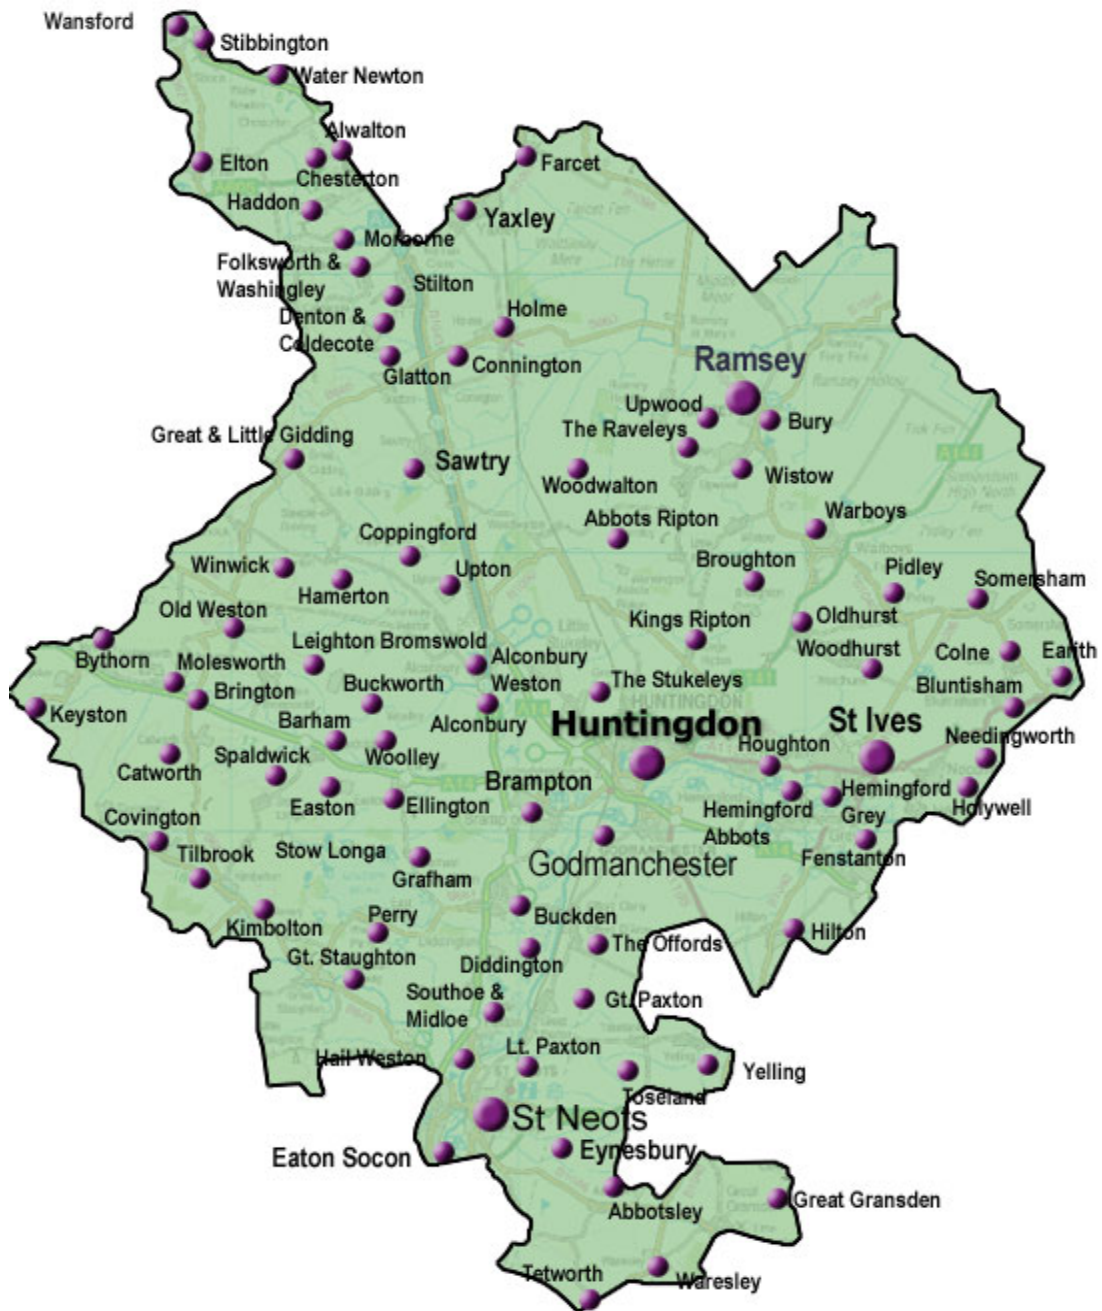 Wansford
Stibbington
Water Newton
Alwalton
Elton
Farcet
Chesterton
Haddon
Yaxley
Morborne
Folksworth &
Washingley
Stilton
Holme
Denton &
Coldecote
Glatton
Connington
Ramsey
Upwood
Bury
The Raveleys
Great & Little Gidding
Sawtry
Wistow
Woodwalton
Warboys
Abbots Ripton
Coppingford
Broughton
Winwick
Upton
Pidley
Somersham
Hamerton
Old Weston
Kings Ripton
Oldhurst
Leighton Bromswold
Woodhurst
Colne
Earith
Bythorn
Molesworth
Alconbury
Weston
The Stukeleys
Bluntisham
Brington
Buckworth
HUNTINGDON
Keyston
Barham
Alconbury
Huntingdon
St Ives
Needingworth
Houghton
Spaldwick
Woolley
Catworth
Brampton
Easton
Ellington
Hemingford
Abbots
Hemingford
Grey
Holywell
Covington
Tilbrook
Stow Longa
Grafham
Godmanchester
Fenstanton
Kimbolton
Perry
Buckden
Hilton
The Offords
Gt. Staughton
Diddington
Southoe &
Midloe
Gt. Paxton
Hail Weston
Lt. Paxton
Yelling
Toseland
St Neots
Eaton Socon
Eynesbury
Great Gransden
Abbotsley
Tetworth
Waresley